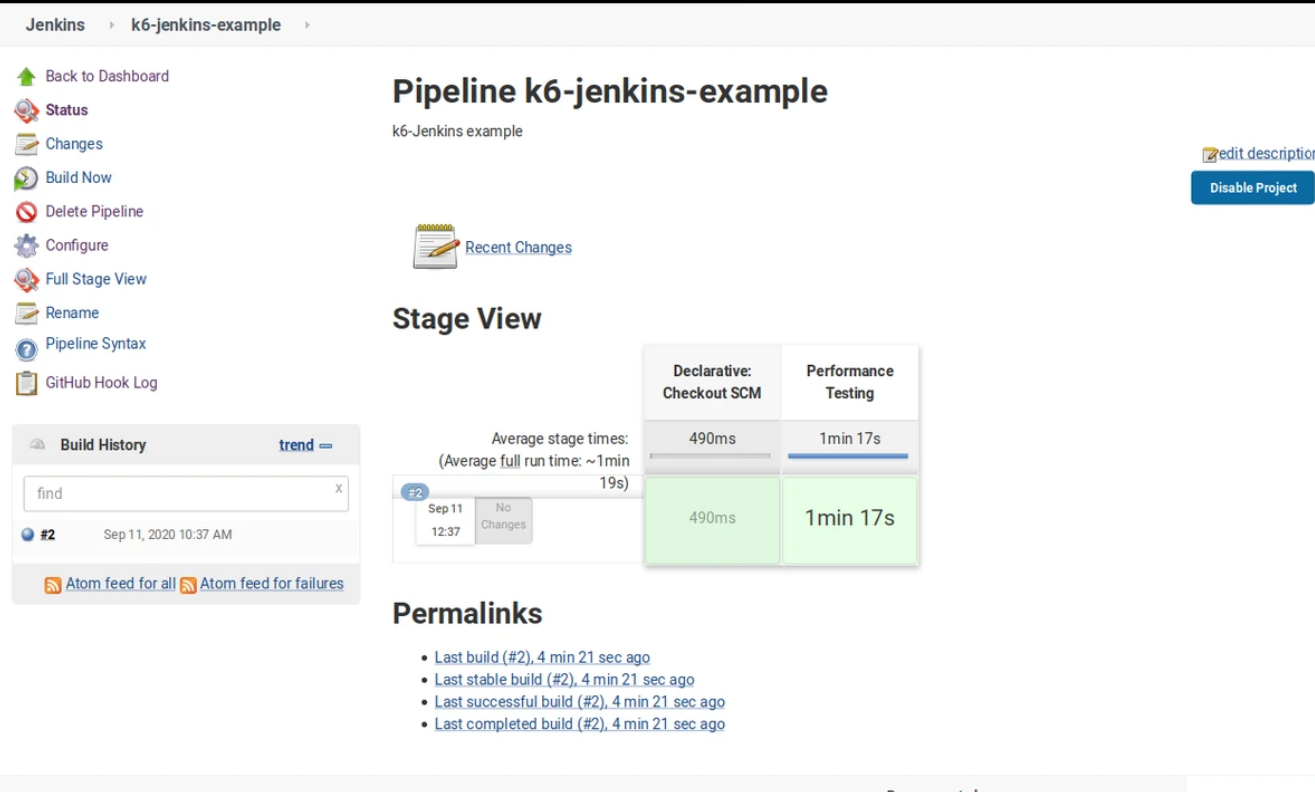 Jenkins k6-jenkins-example
Back to Dashboard
Status
Changes
Build Now
Delete Pipeline
Configure
Full Stage View
Rename
Pipeline Syntax
GitHub Hook Log
Build History trend
find x
#2 Sep 11, 2020 10:37 AM
Atom feed for all Atom feed for failures
Pipeline k6-jenkins-example
k6-Jenkins example
edit description
Disable Project
Recent Changes
Stage View
Declarative:
Checkout SCM
Performance
Testing
Average stage times:
(Average full run time: ~1min
19s)
490ms
1min 17s
#2
Sep 11
12:37
No
Changes
490ms
1min 17s
Permalinks
Last build (#2), 4 min 21 sec ago
Last stable build (#2), 4 min 21 sec ago
Last successful build (#2), 4 min 21 sec ago
Last completed build (#2), 4 min 21 sec ago